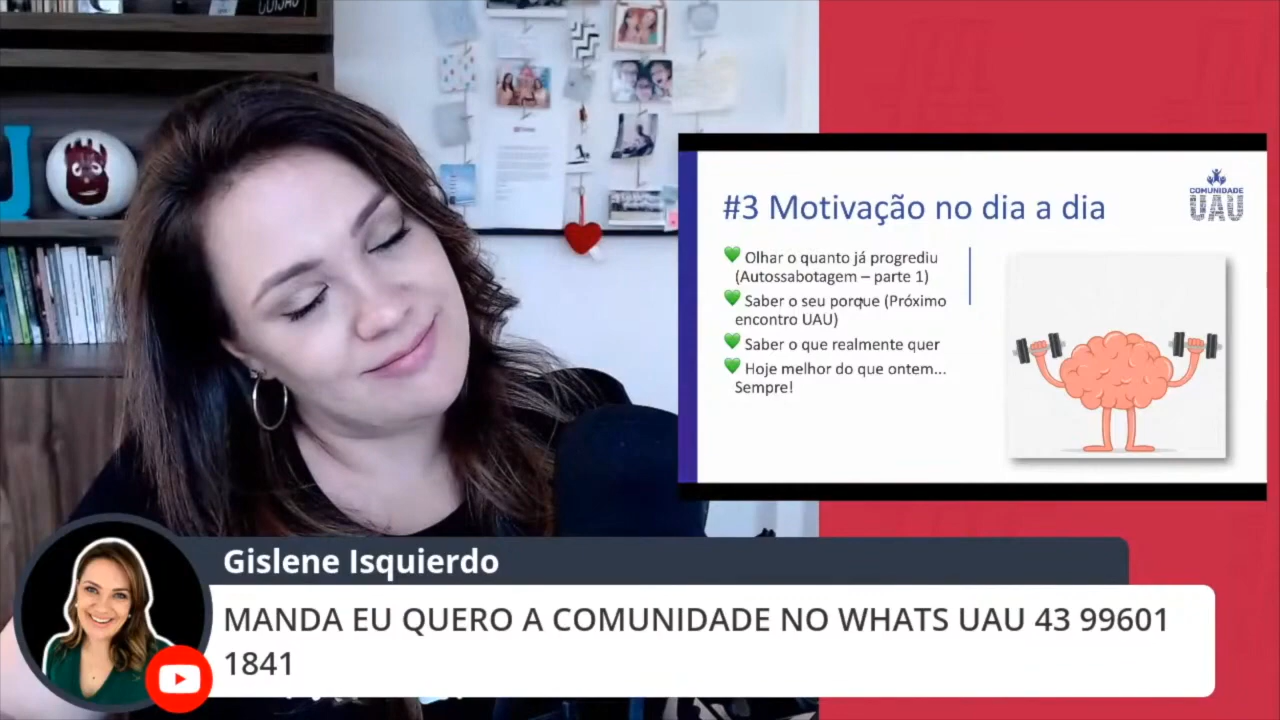 #3 Motivação no dia a dia
COMUNIDADE
UAU
Olhar o quanto já progrediu
(Autossabotagem – parte 1)
Saber o seu porque (Próximo
encontro UAU)
Saber o que realmente quer
Hoje melhor do que ontem...
Sempre!
Gislene Isquierdo
MANDA EU QUERO A COMUNIDADE NO WHATS UAU 43 99601
1841